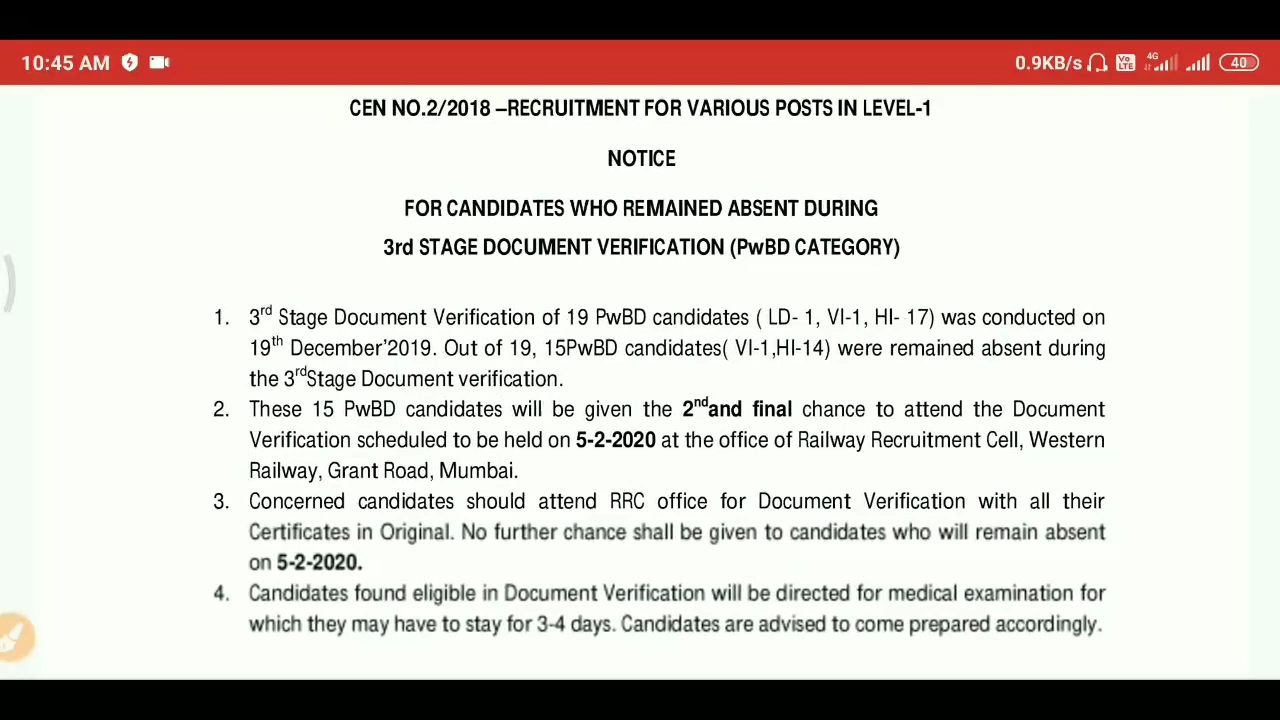 10:45 AM
0.9KB/s Vo LTE 4G 40
CEN NO.2/2018 –RECRUITMENT FOR VARIOUS POSTS IN LEVEL-1
NOTICE
FOR CANDIDATES WHO REMAINED ABSENT DURING
3rd STAGE DOCUMENT VERIFICATION (PwBD CATEGORY)
1. 3rd Stage Document Verification of 19 PwBD candidates ( LD- 1, VI-1, HI- 17) was conducted on
19th December'2019. Out of 19, 15PwBD candidates( VI-1,HI-14) were remained absent during
the 3rdStage Document verification.
2. These 15 PwBD candidates will be given the 2ndand final chance to attend the Document
Verification scheduled to be held on 5-2-2020 at the office of Railway Recruitment Cell, Western
Railway, Grant Road, Mumbai.
3. Concerned candidates should attend RRC office for Document Verification with all their
Certificates in Original. No further chance shall be given to candidates who will remain absent
on 5-2-2020.
4. Candidates found eligible in Document Verification will be directed for medical examination for
which they may have to stay for 3-4 days. Candidates are advised to come prepared accordingly.